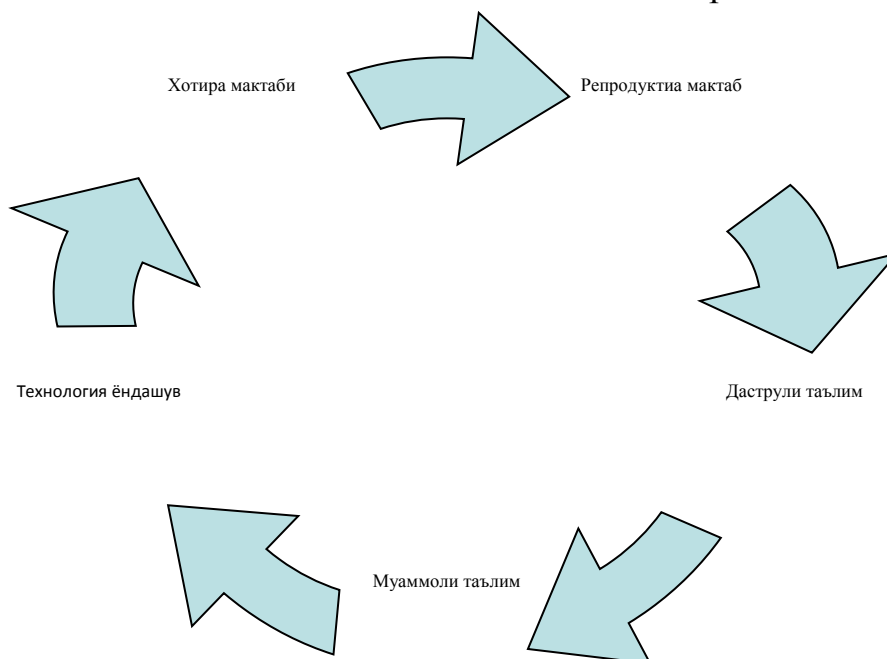 Хотира мактаби
Репродуктиа мактаб
Даструли таълим
Муаммоли таълим
Технология ёндашув